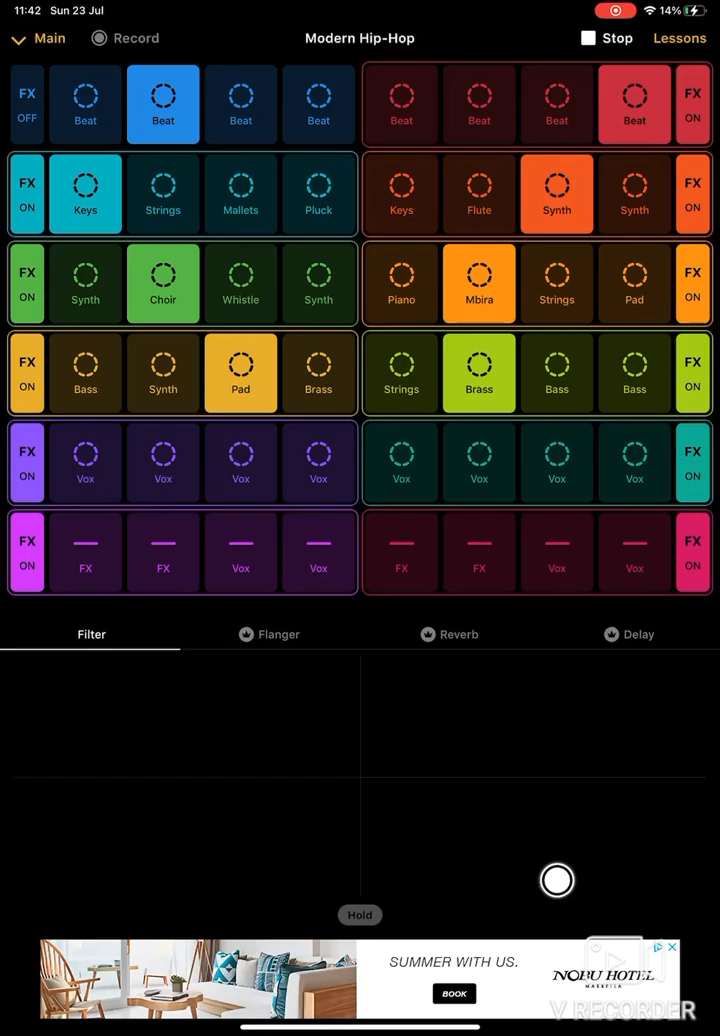 11:42 Sun 23 Jul 14%
Main Record Modern Hip-Hop Stop Lessons
FX OFF Beat Beat Beat Beat Beat Beat Beat Beat FX ON
FX ON Keys Strings Mallets Pluck Keys Flute Synth Synth FX ON
FX ON Synth Choir Whistle Synth Piano Mbira Strings Pad FX ON
FX ON Bass Synth Pad Brass Strings Brass Bass Bass FX ON
FX ON Vox Vox Vox Vox Vox Vox Vox Vox FX ON
FX ON FX FX Vox Vox FX FX Vox Vox FX ON
Filter Flanger Reverb Delay
Hold
SUMMER WITH US.
BOOK
NOBU HOTEL
MARBELLA
V RECORDER